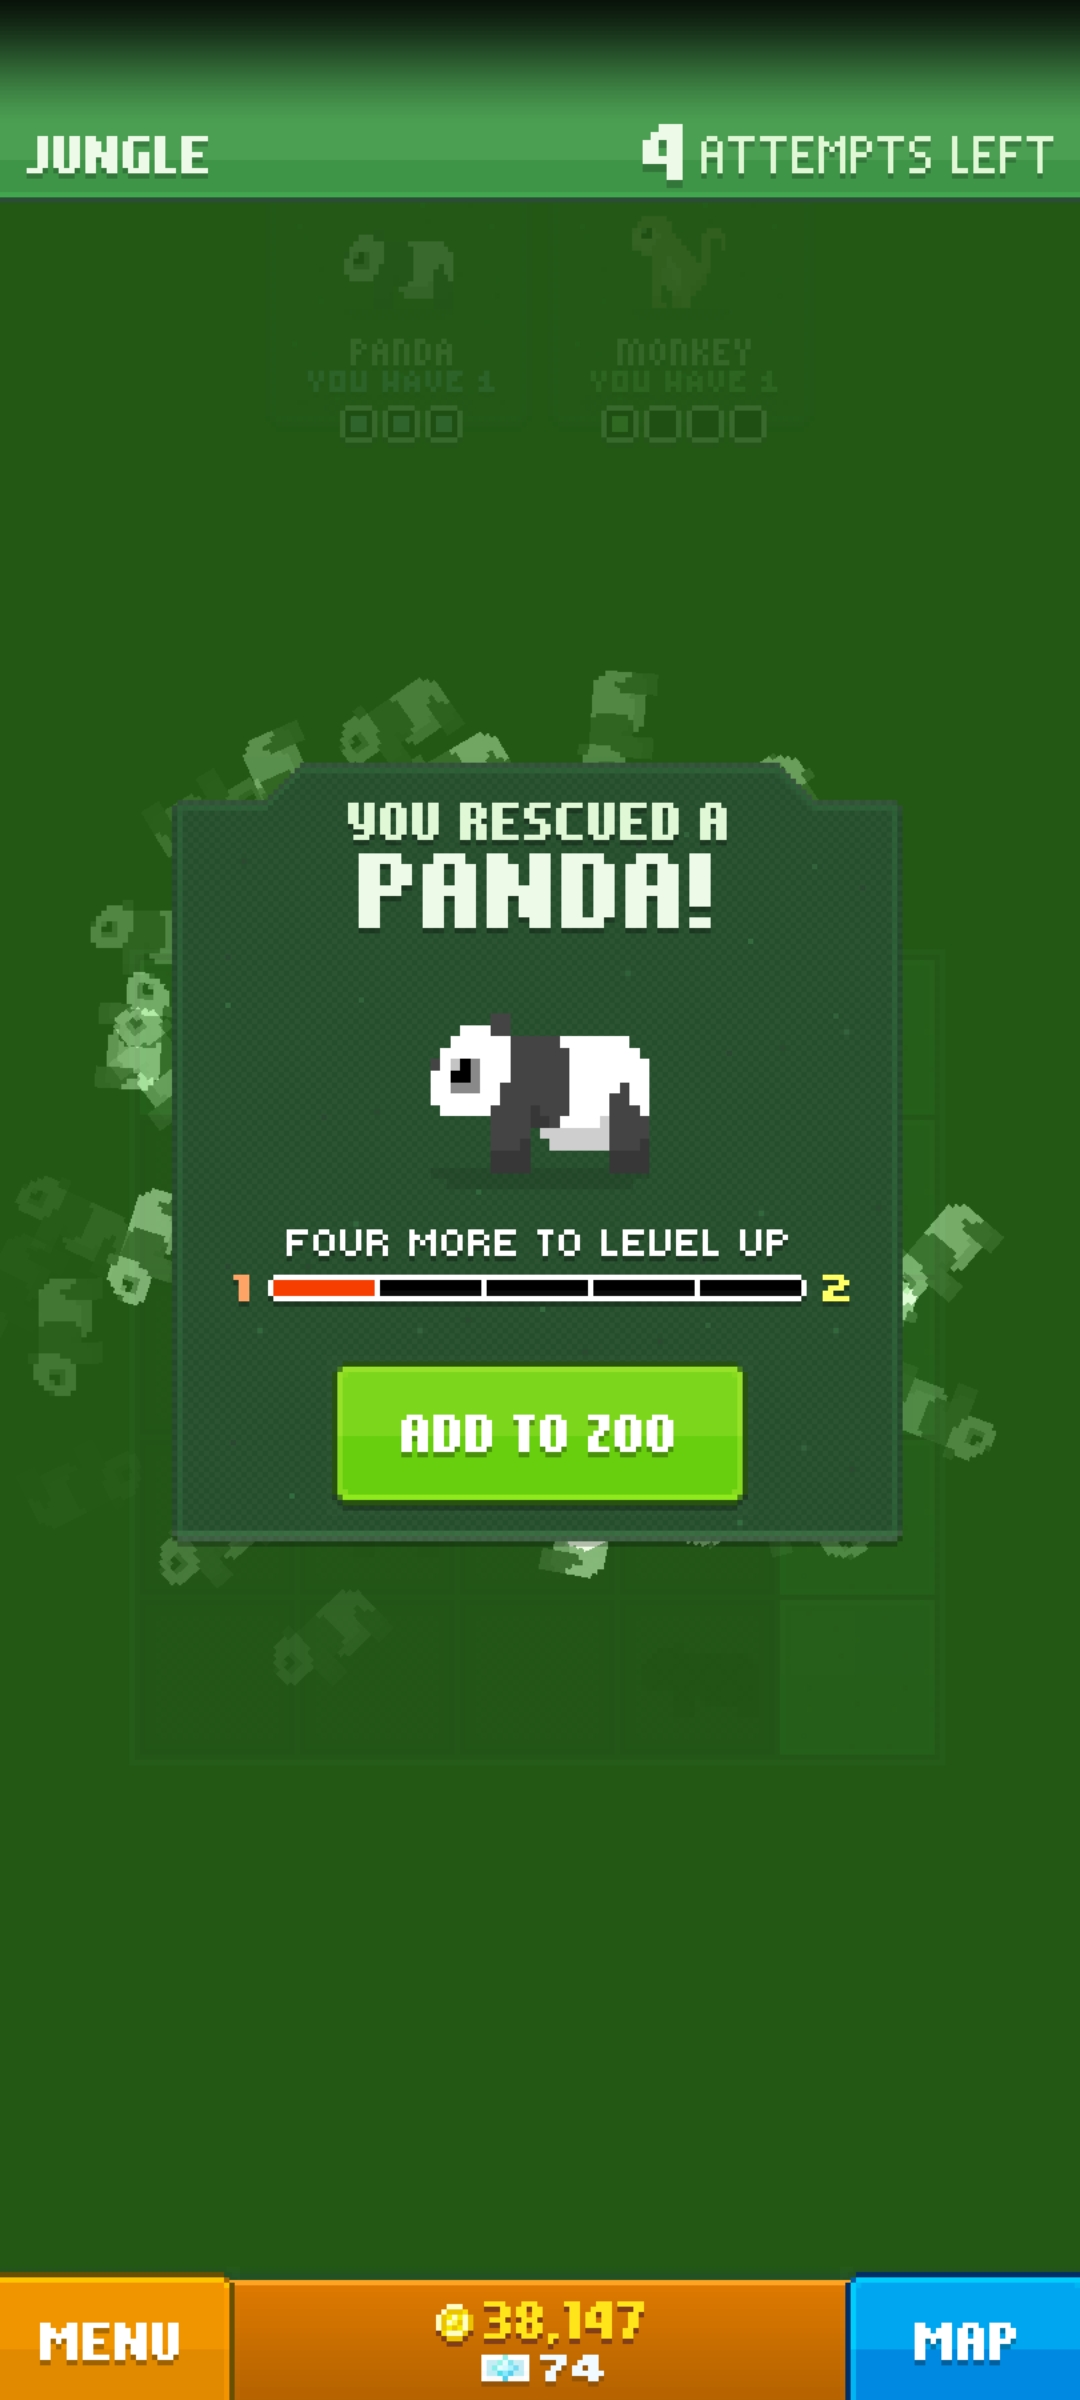 JUNGLE
4 ATTEMPTS LEFT
PANDA
YOU HAVE 1
MONKEY
YOU HAVE 1
YOU RESCUED A
PANDA!
FOUR MORE TO LEVEL UP
1
2
ADD TO ZOO
MENU
38,147
74
MAP